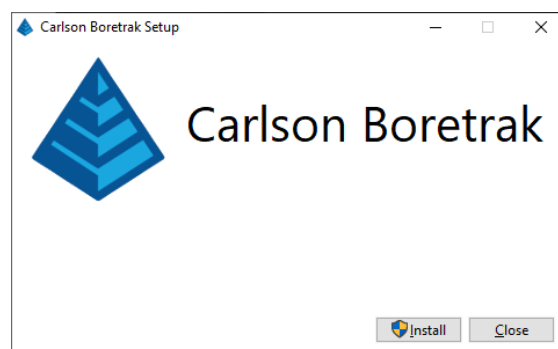 Carlson Boretrak Setup
Carlson Boretrak
Install
Close